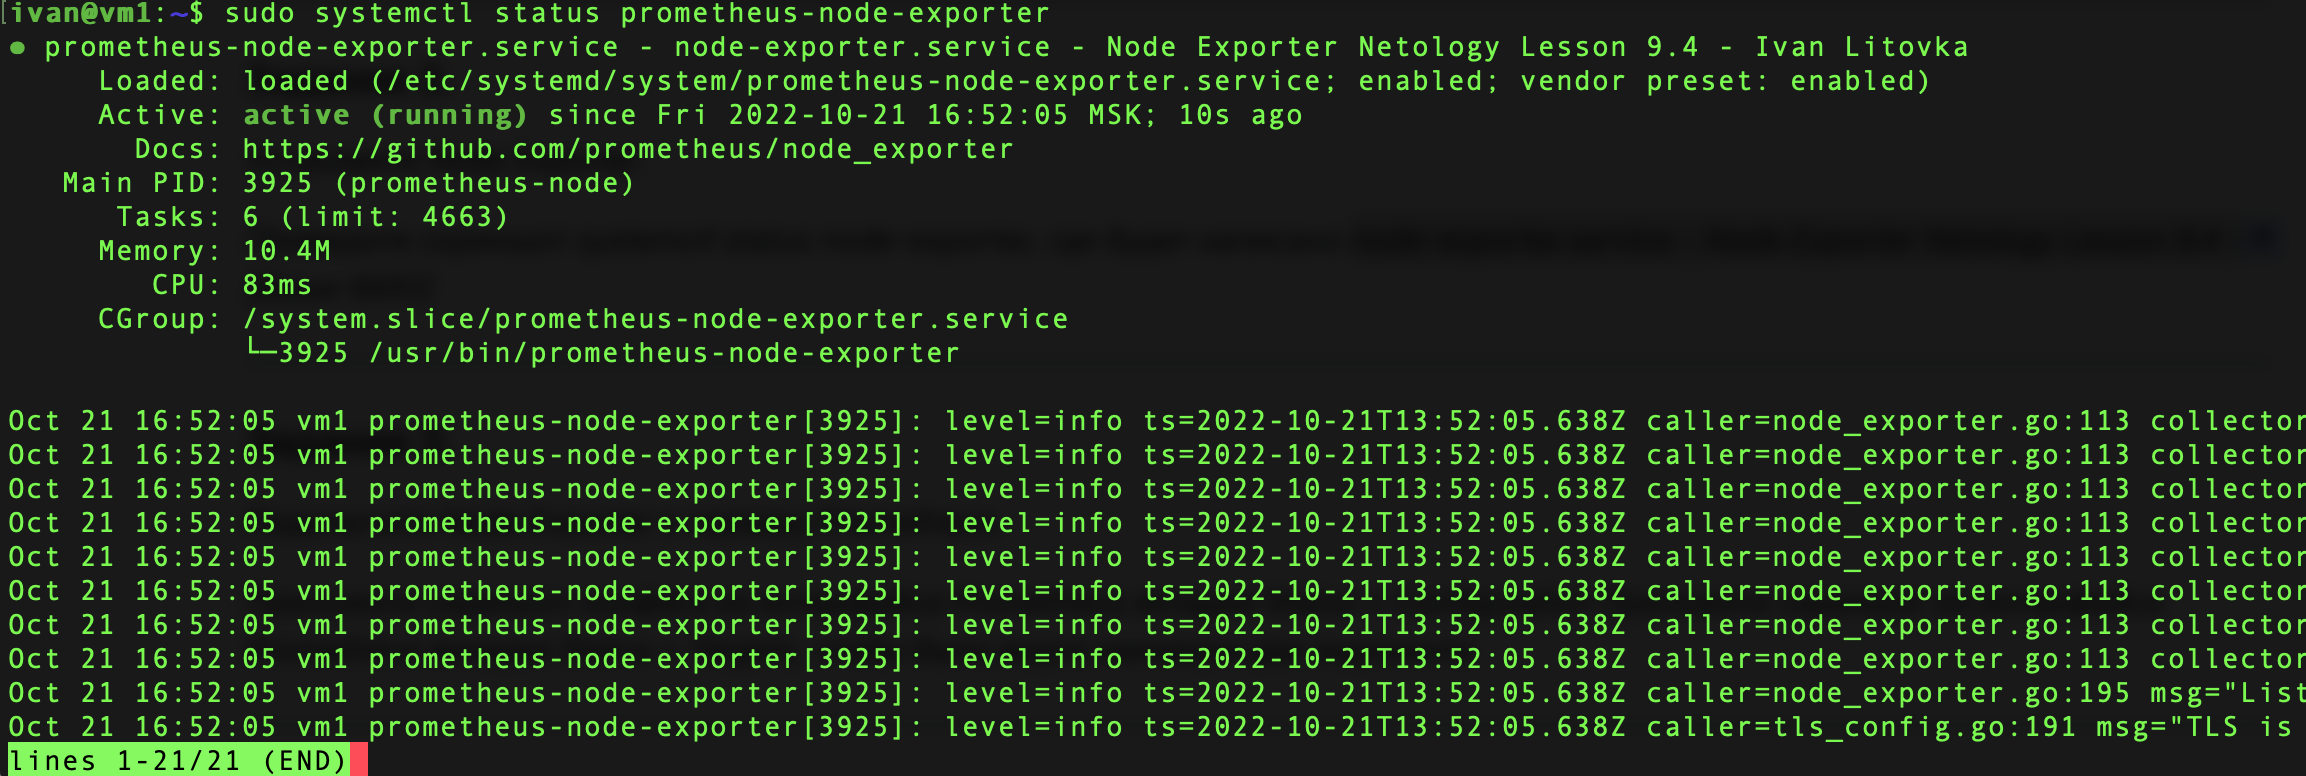 [ivan@vm1:~$ sudo systemctl status prometheus-node-exporter
● prometheus-node-exporter.service - node-exporter.service - Node Exporter Netology Lesson 9.4 - Ivan Litovka
Loaded: loaded (/etc/systemd/system/prometheus-node-exporter.service; enabled; vendor preset: enabled)
Active: active (running) since Fri 2022-10-21 16:52:05 MSK; 10s ago
Docs: https://github.com/prometheus/node_exporter
Main PID: 3925 (prometheus-node)
Tasks: 6 (limit: 4663)
Memory: 10.4M
CPU: 83ms
CGroup: /system.slice/prometheus-node-exporter.service
└─3925 /usr/bin/prometheus-node-exporter
Oct 21 16:52:05 vm1 prometheus-node-exporter[3925]: level=info ts=2022-10-21T13:52:05.638Z caller=node_exporter.go:113 collector
Oct 21 16:52:05 vm1 prometheus-node-exporter[3925]: level=info ts=2022-10-21T13:52:05.638Z caller=node_exporter.go:113 collector
Oct 21 16:52:05 vm1 prometheus-node-exporter[3925]: level=info ts=2022-10-21T13:52:05.638Z caller=node_exporter.go:113 collector
Oct 21 16:52:05 vm1 prometheus-node-exporter[3925]: level=info ts=2022-10-21T13:52:05.638Z caller=node_exporter.go:113 collector
Oct 21 16:52:05 vm1 prometheus-node-exporter[3925]: level=info ts=2022-10-21T13:52:05.638Z caller=node_exporter.go:113 collector
Oct 21 16:52:05 vm1 prometheus-node-exporter[3925]: level=info ts=2022-10-21T13:52:05.638Z caller=node_exporter.go:113 collector
Oct 21 16:52:05 vm1 prometheus-node-exporter[3925]: level=info ts=2022-10-21T13:52:05.638Z caller=node_exporter.go:113 collector
Oct 21 16:52:05 vm1 prometheus-node-exporter[3925]: level=info ts=2022-10-21T13:52:05.638Z caller=node_exporter.go:113 collector
Oct 21 16:52:05 vm1 prometheus-node-exporter[3925]: level=info ts=2022-10-21T13:52:05.638Z caller=node_exporter.go:195 msg="List
Oct 21 16:52:05 vm1 prometheus-node-exporter[3925]: level=info ts=2022-10-21T13:52:05.638Z caller=tls_config.go:191 msg="TLS is
lines 1-21/21 (END)